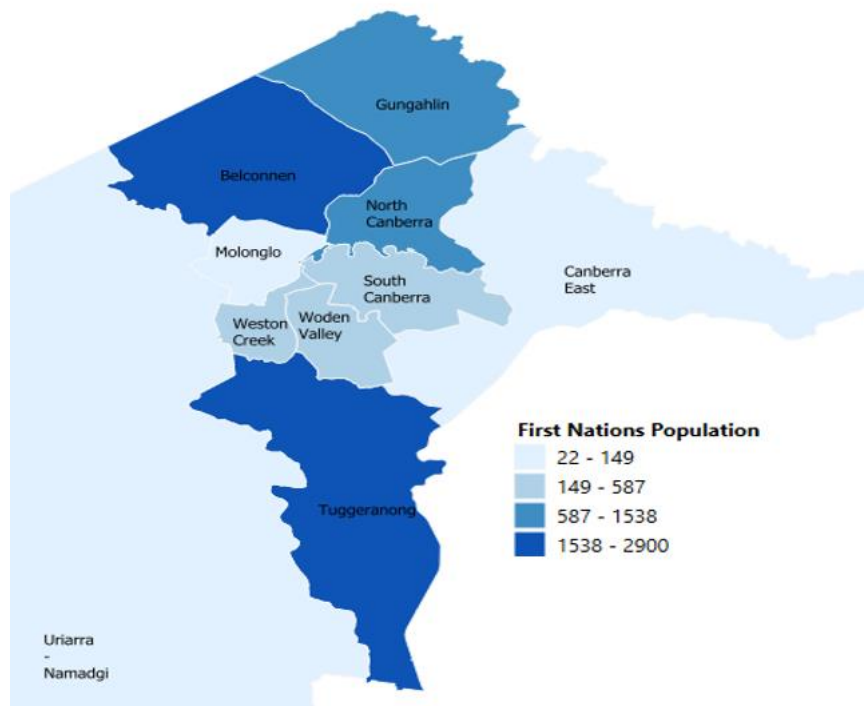 Gungahlin
Belconnen
North
Canberra
Molonglo
Canberra
East
South
Canberra
Weston
Creek
Woden
Valley
First Nations Population
22 - 149
149 - 587
587 - 1538
1538 - 2900
Tuggeranong
Uriarra
-
Namadgi